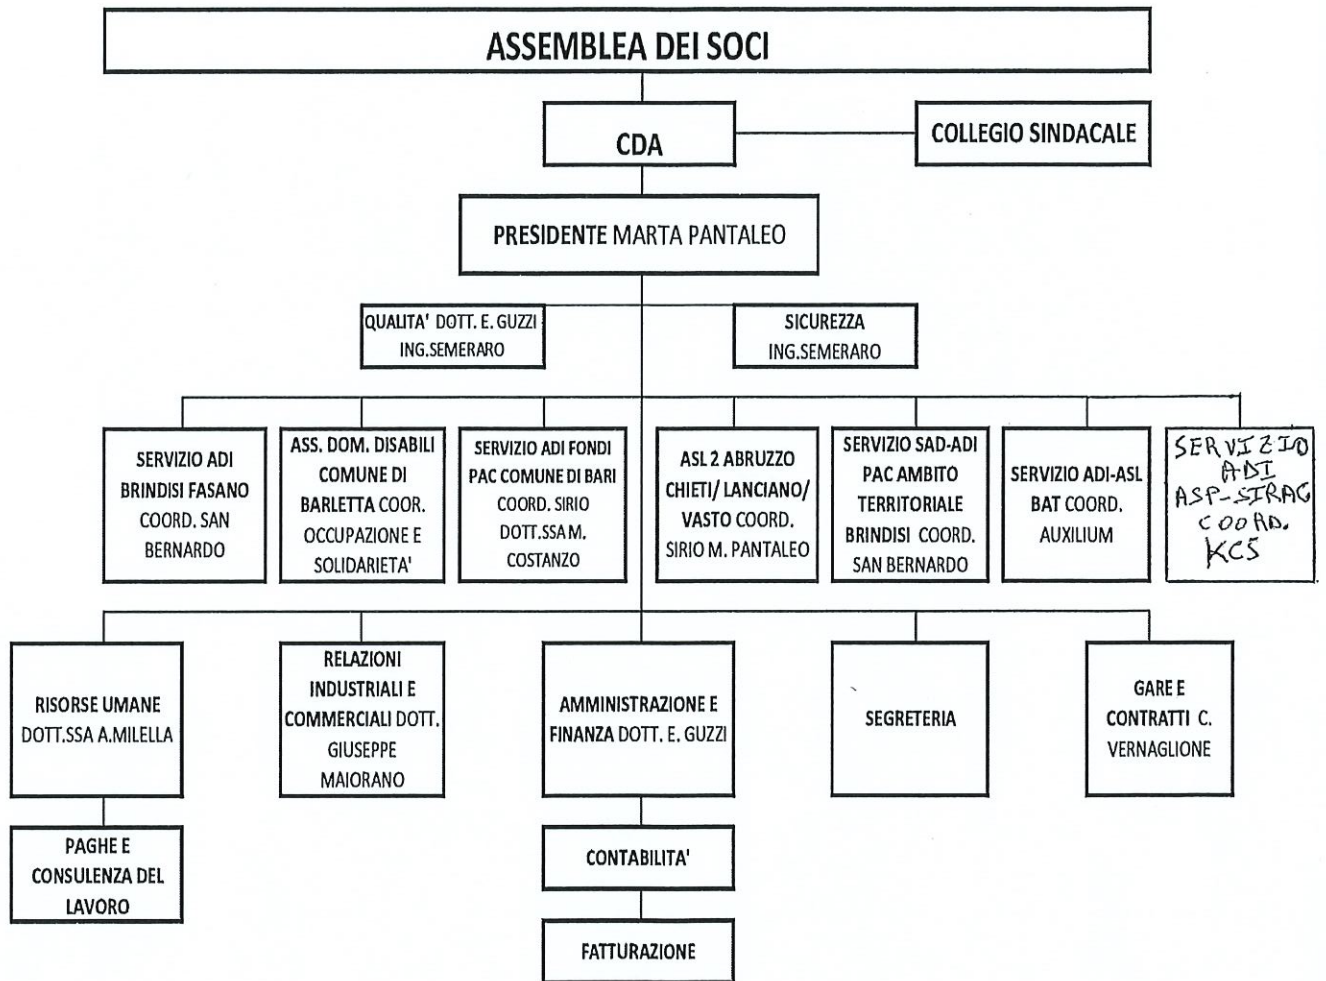 ASSEMBLEA DEI SOCI
CDA
COLLEGIO SINDACALE
PRESIDENTE MARTA PANTALEO
QUALITA' DOTT. E. GUZZI
ING.SEMERARO
SICUREZZA
ING.SEMERARO
SERVIZIO ADI
BRINDISI FASANO
COORD. SAN
BERNARDO
ASS. DOM. DISABILI
COMUNE DI
BARLETTA COOR.
OCCUPAZIONE E
SOLIDARIETA'
SERVIZIO ADI FONDI
PAC COMUNE DI BARI
COORD. SIRIO
DOTT.SSA M.
COSTANZO
ASL 2 ABRUZZO
CHIETI/ LANCIANO/
VASTO COORD.
SIRIO M. PANTALEO
SERVIZIO SAD-ADI
PAC AMBITO
TERRITORIALE
BRINDISI COORD.
SAN BERNARDO
SERVIZIO ADI-ASL
BAT COORD.
AUXILIUM
SERVIZIO
ADI
ASP-SIRAC
COORD.
KCS
RISORSE UMANE
DOTT.SSA A.MILELLA
RELAZIONI
INDUSTRIALI E
COMMERCIALI DOTT.
GIUSEPPE
MAIORANO
AMMINISTRAZIONE E
FINANZA DOTT. E. GUZZI
SEGRETERIA
GARE E
CONTRATTI C.
VERNAGLIONE
PAGHE E
CONSULENZA DEL
LAVORO
CONTABILITA'
FATTURAZIONE